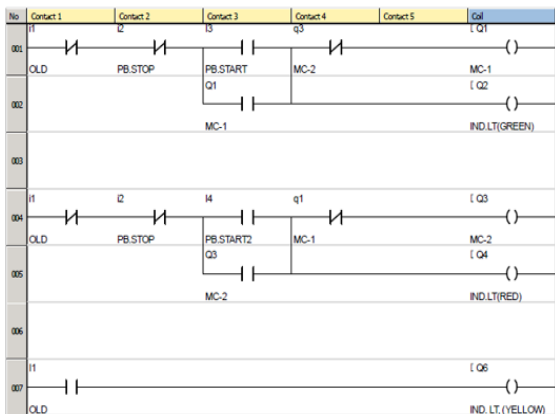 No Contact 1 Contact 2 Contact 3 Contact 4 Contact 5 Coil
i1 i2 I3 q3 [ Q1
001
OLD PB.STOP PB.START MC-2 MC-1
Q1 [ Q2
002
MC-1 IND.LT(GREEN)
003
i1 i2 I4 q1 [ Q3
004
OLD PB.STOP PB.START2 MC-1 MC-2
Q3 [ Q4
005
MC-2 IND.LT(RED)
006
I1 [ Q6
007
OLD IND. LT. (YELLOW)